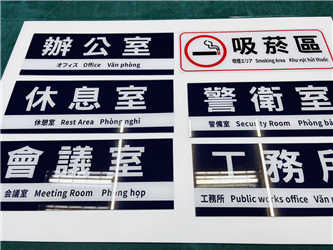 辦公室
オフィス Office Văn phòng
吸菸區
喫煙エリア Smoking Area Khu vực hút thuốc
休息室
休憩室 Rest Area Phòng nghỉ
警衛室
警備室 Security Room Phòng bả
會議室
会議室 Meeting Room Phòng họp
工務所
工務所 Public works office Văn